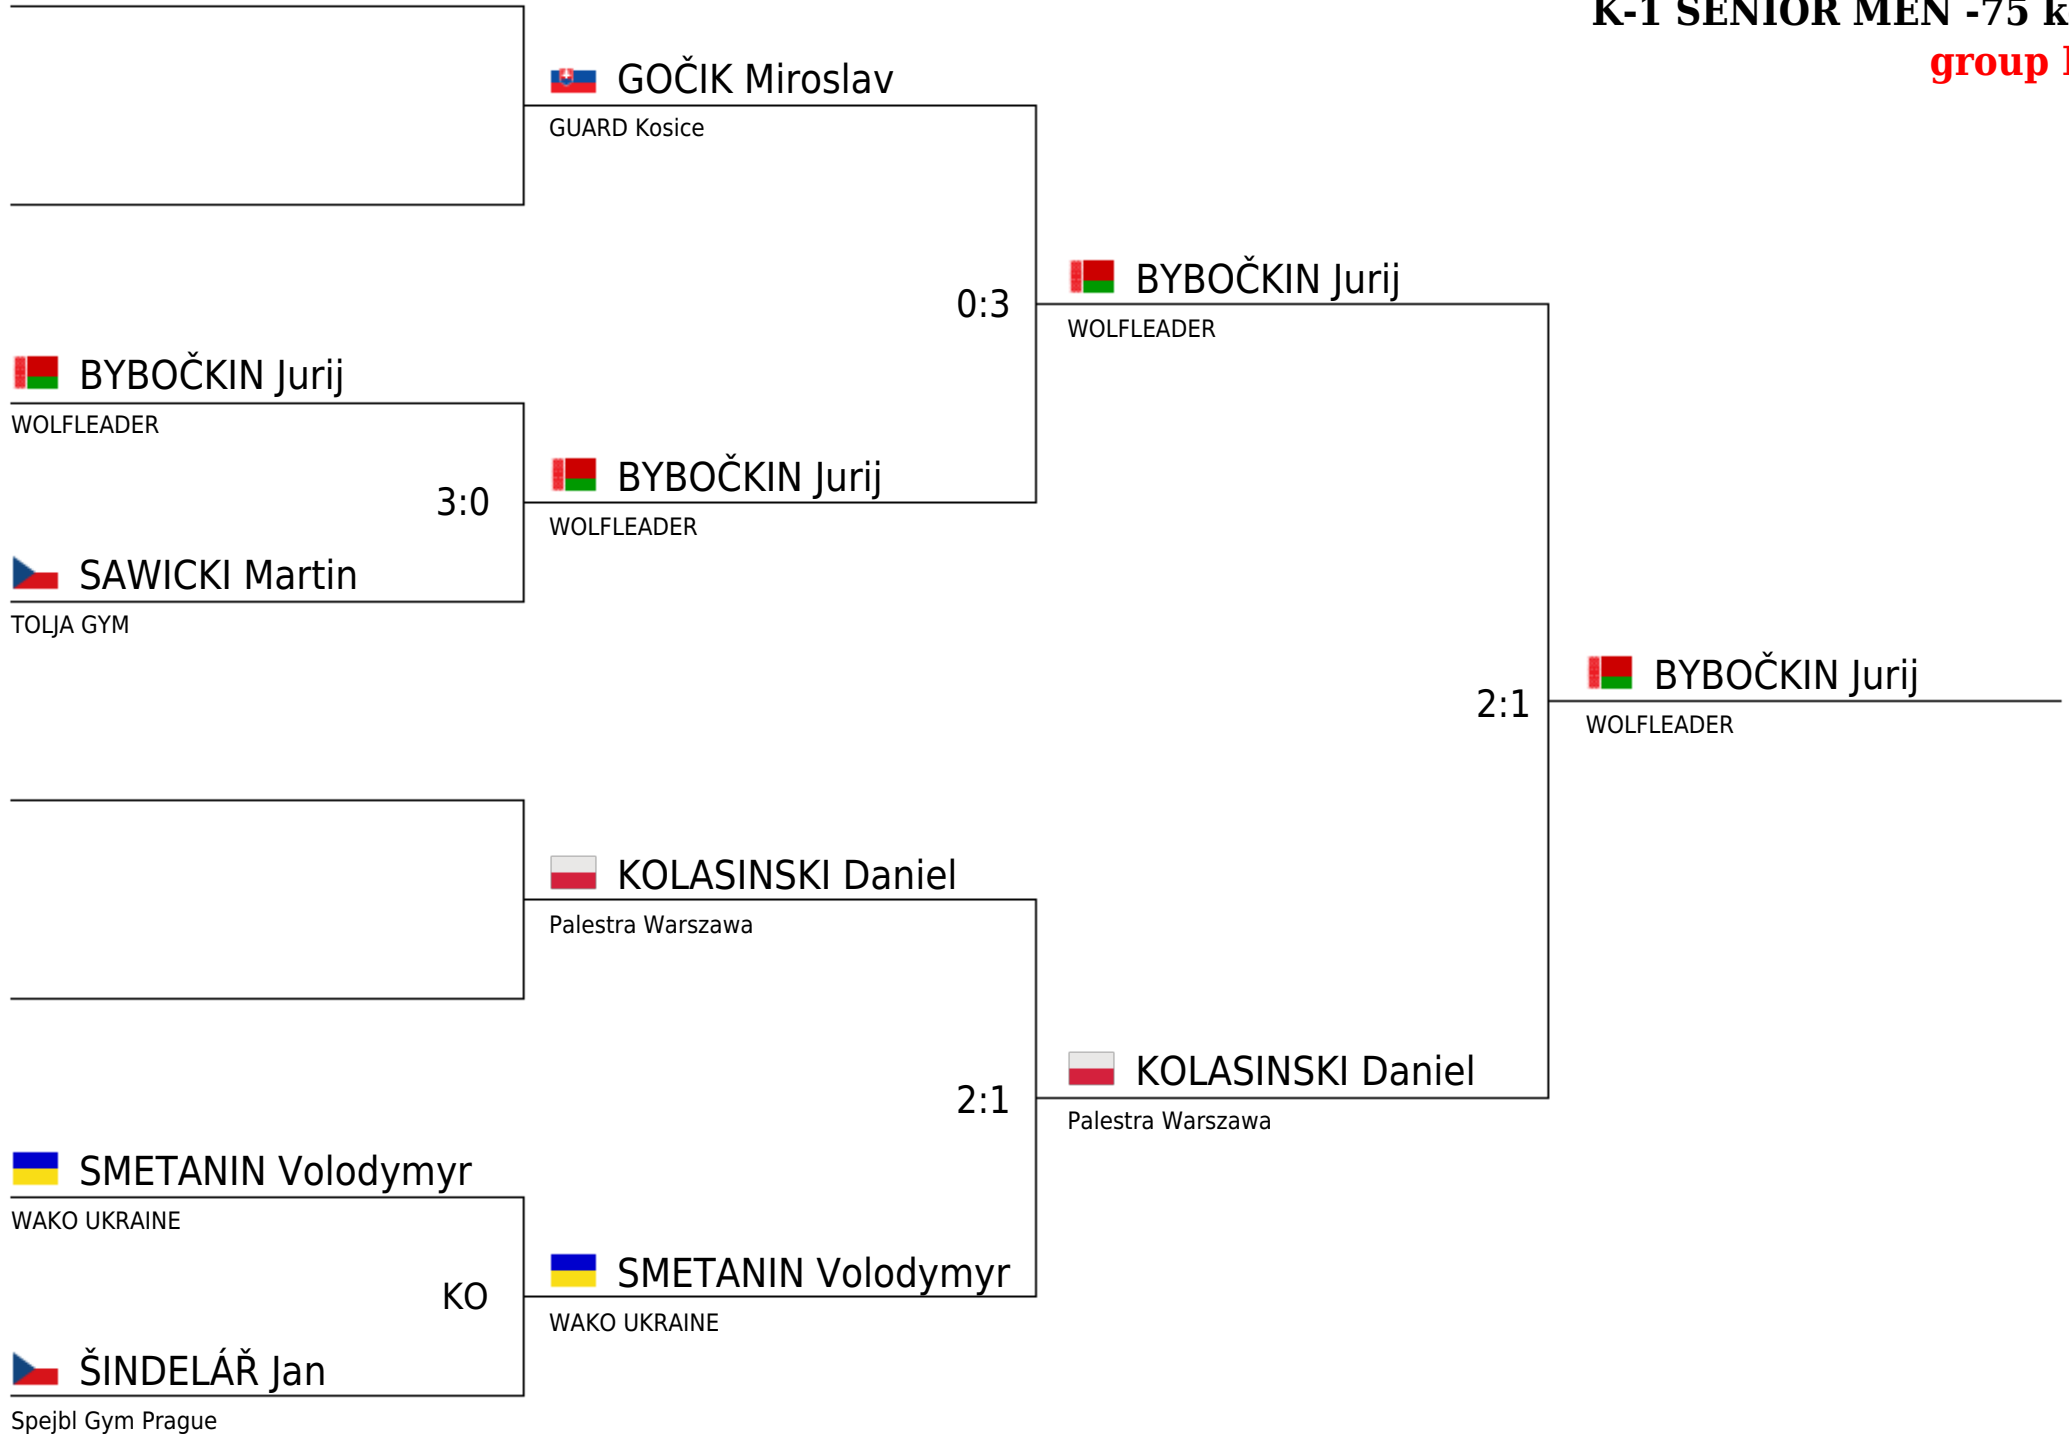 K-1 SENIOR MEN -75 k
group
GOČIK Miroslav
GUARD Kosice
0:3
BYBOČKIN Jurij
WOLFLEADER
BYBOČKIN Jurij
WOLFLEADER
3:0
BYBOČKIN Jurij
WOLFLEADER
SAWICKI Martin
TOLJA GYM
2:1
BYBOČKIN Jurij
WOLFLEADER
KOLASINSKI Daniel
Palestra Warszawa
2:1
KOLASINSKI Daniel
Palestra Warszawa
SMETANIN Volodymyr
WAKO UKRAINE
KO
SMETANIN Volodymyr
WAKO UKRAINE
ŠINDELÁŘ Jan
Spejbl Gym Prague